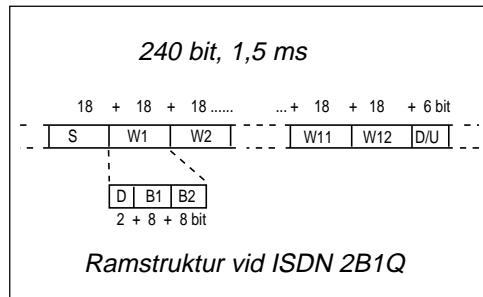 240 bit, 1,5 ms
18 + 18 + 18 ...... ...+ 18 + 18 + 6 bit
S W1 W2 W11 W12 D/U
D B1 B2
2 + 8 + 8 bit
Ramstruktur vid ISDN 2B1Q